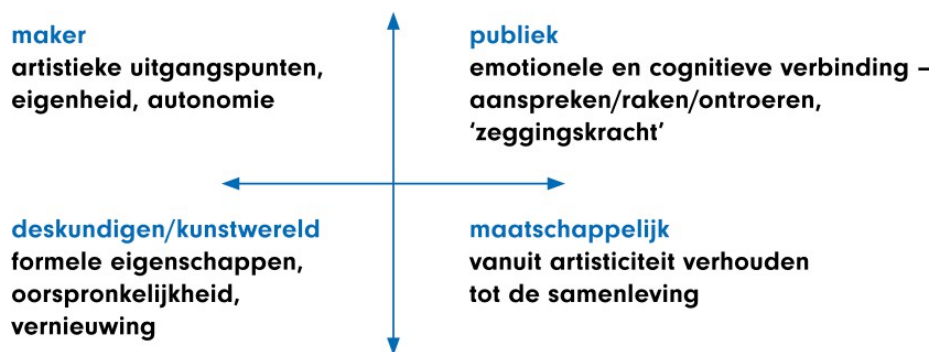 maker
artistieke uitgangspunten,
eigenheid, autonomie
publiek
emotionele en cognitieve verbinding –
aanspreken/raken/ontroeren,
‘zeggingskracht’
deskundigen/kunstwereld
formele eigenschappen,
oorspronkelijkheid,
vernieuwing
maatschappelijk
vanuit artisticiteit verhouden
tot de samenleving